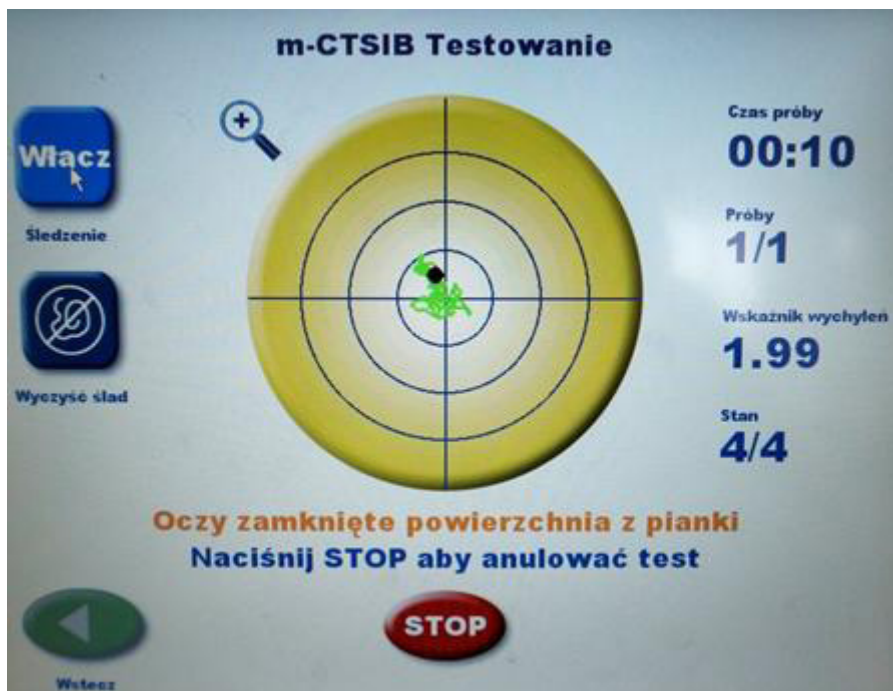 m-CTSIB Testowanie
Włącz
Śledzenie
Wyczyść ślad
Czas próby
00:10
Próby
1/1
Wskaźnik wychyleń
1.99
Stan
4/4
Oczy zamknięte powierzchnia z pianki
Naciśnij STOP aby anulować test
STOP
Wstecz